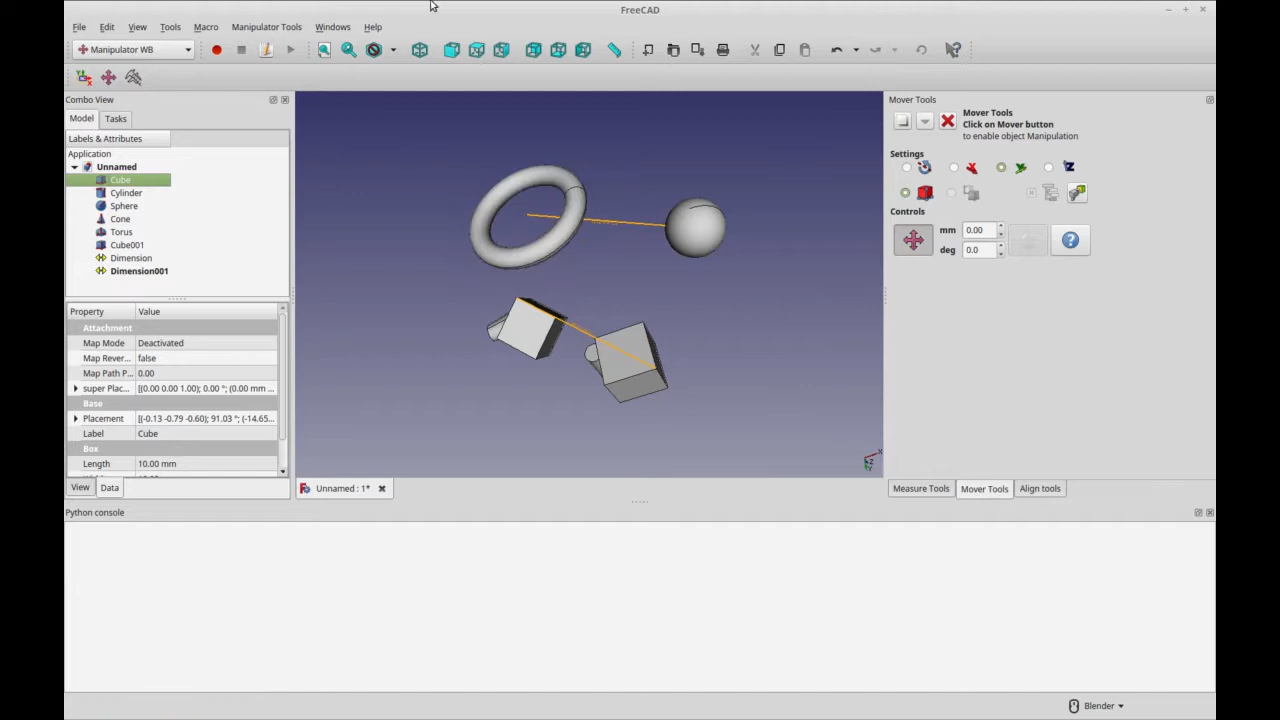 FreeCAD
File Edit View Tools Macro Manipulator Tools Windows Help
Manipulator WB
Combo View
Model Tasks
Labels & Attributes
Application
Unnamed
Cube
Cylinder
Sphere
Cone
Torus
Cube001
Dimension
Dimension001
Property Value
Attachment
Map Mode Deactivated
Map Rever... false
Map Path P... 0.00
super Plac... [(0.00 0.00 1.00); 0.00 °; (0.00 mm ...
Base
Placement [(-0.13 -0.79 -0.60); 91.03 °; (-14.65...
Label Cube
Box
Length 10.00 mm
View Data
Unnamed : 1*
Mover Tools
Mover Tools
Click on Mover button
to enable object Manipulation
Settings
Z
Controls
mm 0.00
deg 0.0
Measure Tools Mover Tools Align tools
Python console
Blender